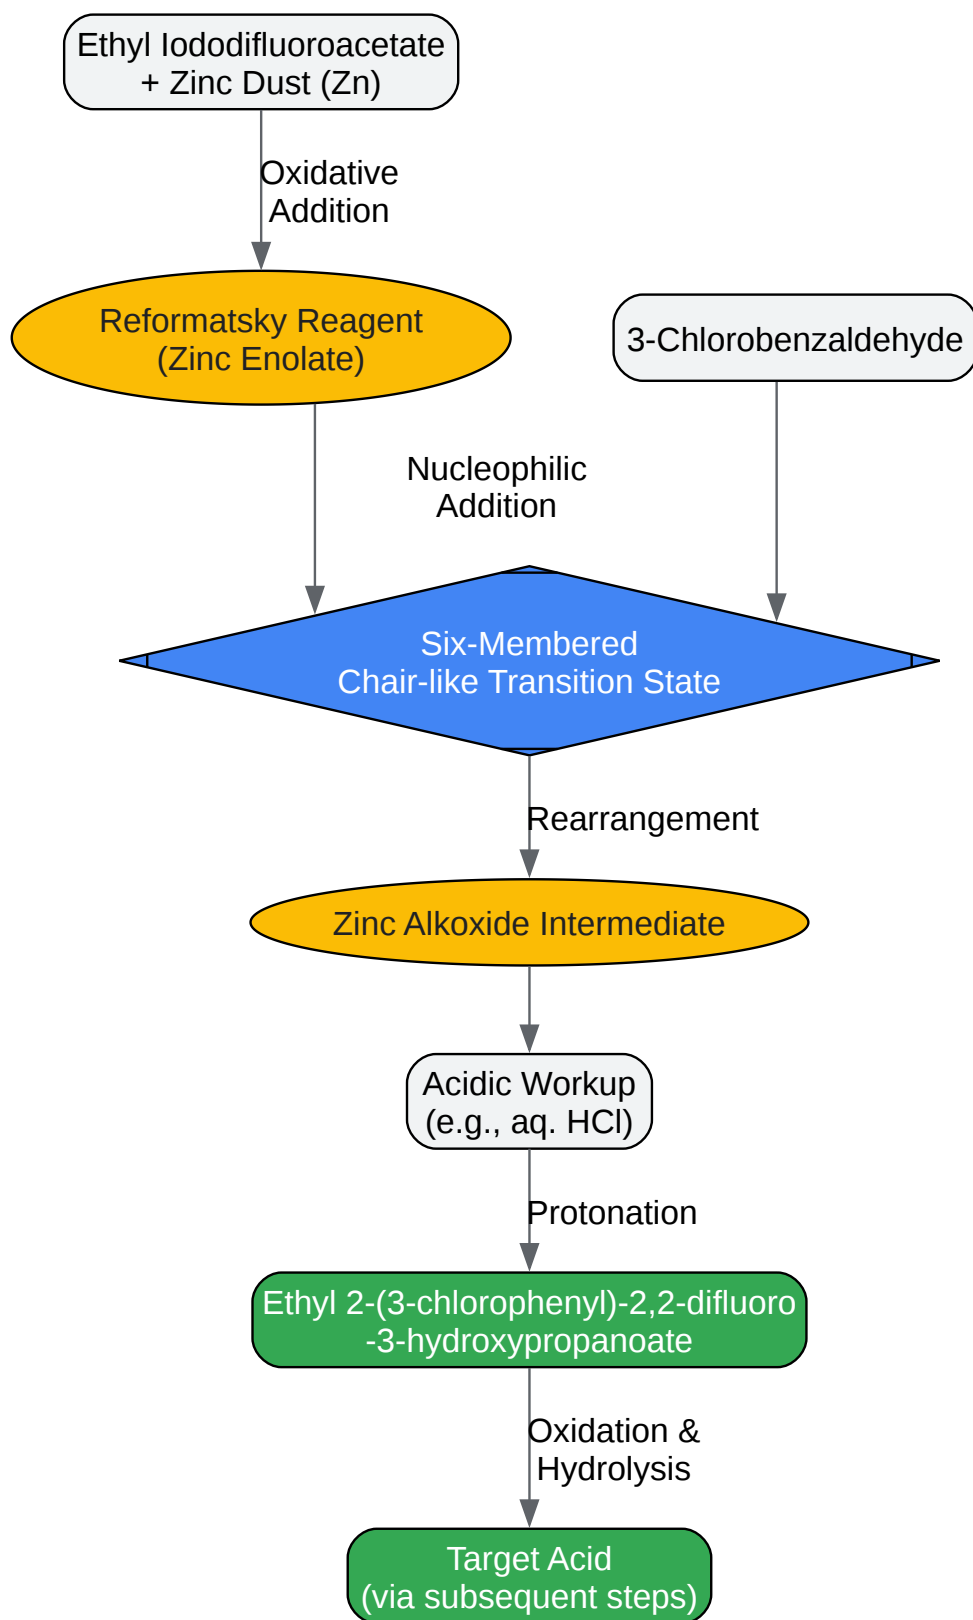 Ethyl Iododifluoroacetate
+ Zinc Dust (Zn)
Oxidative
Addition
Reformatsky Reagent
(Zinc Enolate)
3-Chlorobenzaldehyde
Nucleophilic
Addition
Six-Membered
Chair-like Transition State
Rearrangement
Zinc Alkoxide Intermediate
Acidic Workup
(e.g., aq. HCl)
Protonation
Ethyl 2-(3-chlorophenyl)-2,2-difluoro
-3-hydroxypropanoate
Oxidation &
Hydrolysis
Target Acid
(via subsequent steps)